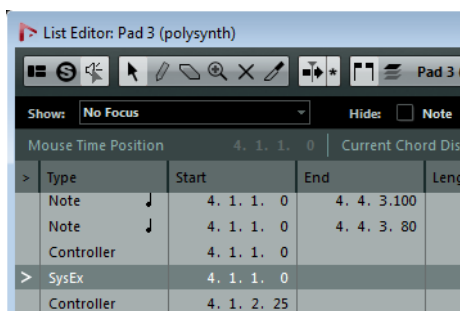 List Editor: Pad 3 (polysynth)
Pad 3 (
Show: No Focus Hide: Note
Mouse Time Position 4. 1. 1. 0 Current Chord Dis
> Type Start End Leng
Note 4. 1. 1. 0 4. 4. 3.100
Note 4. 1. 1. 0 4. 4. 3. 80
Controller 4. 1. 1. 0
> SysEx 4. 1. 1. 0
Controller 4. 1. 2. 25